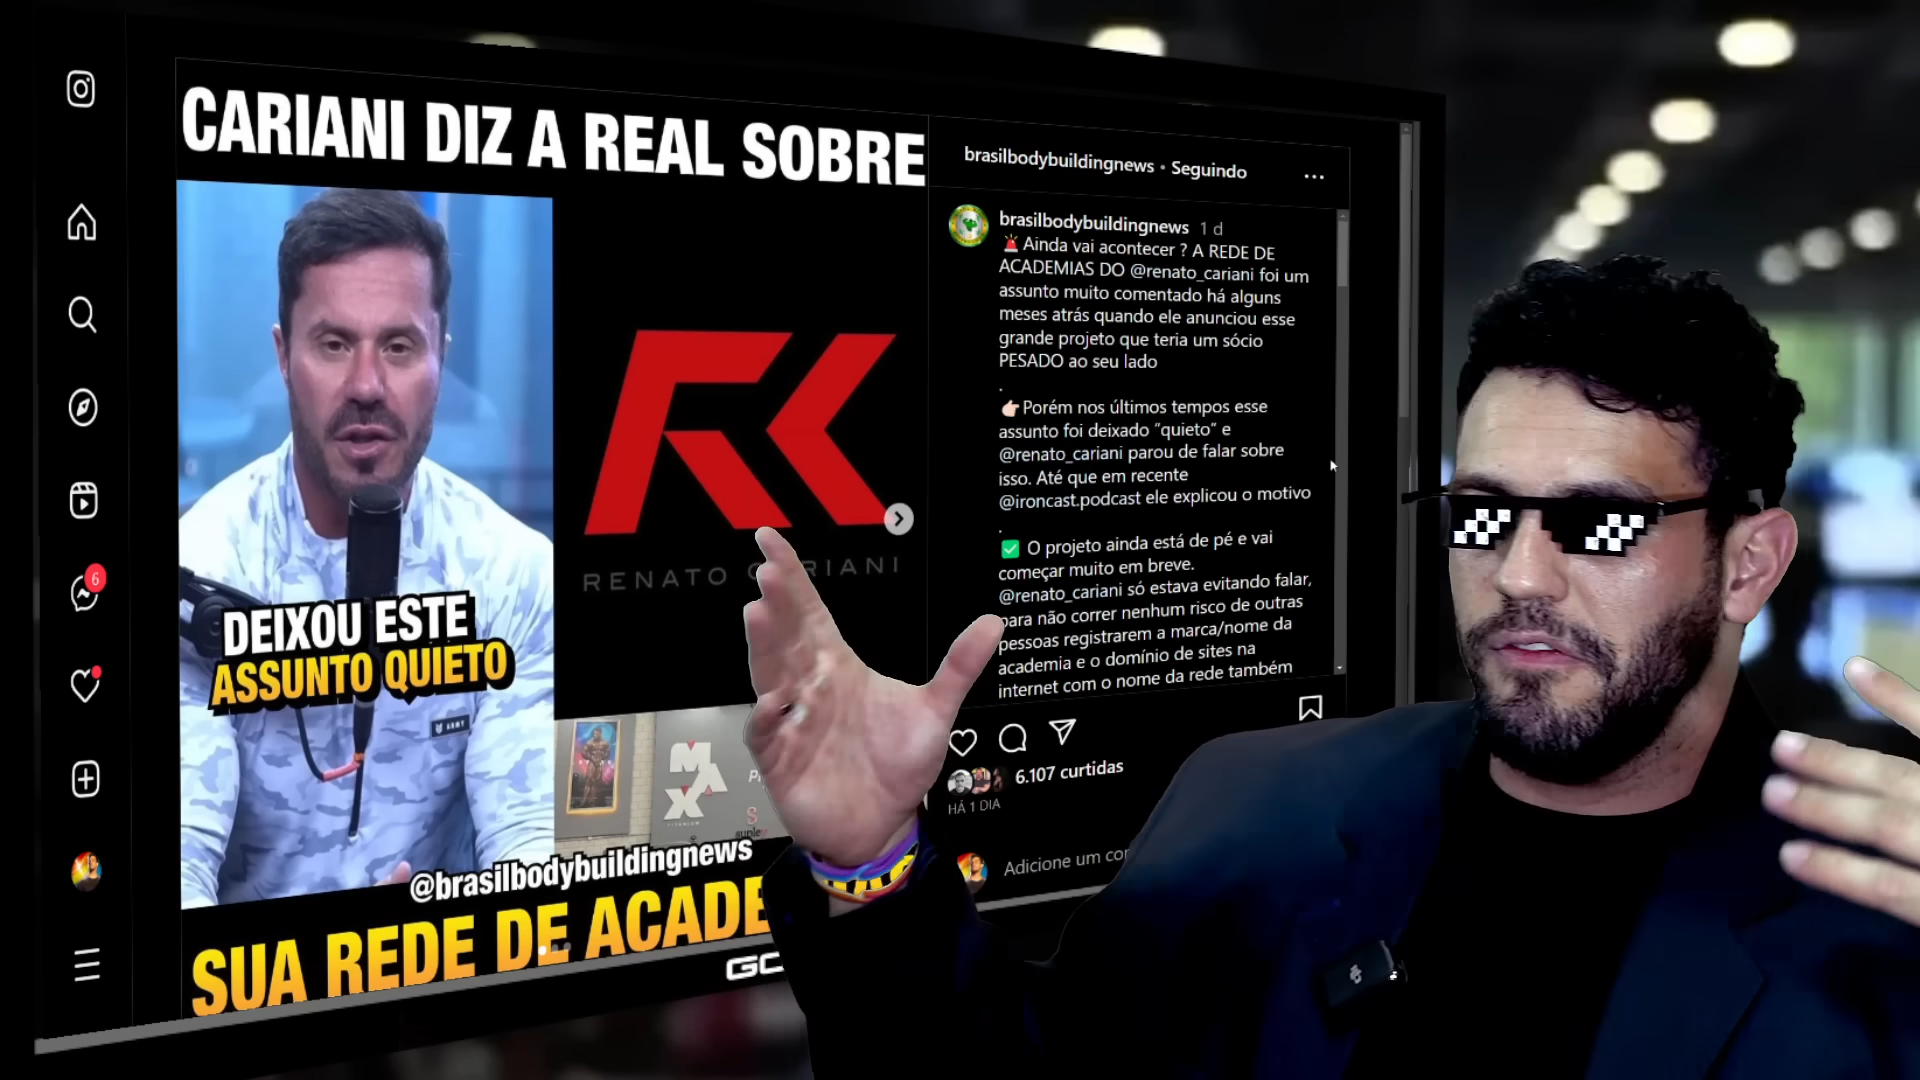 CARIANI DIZ A REAL SOBRE
DEIXOU ESTE
ASSUNTO QUIETO
RENATO CARIANI
ARMY
MAX
TITANIUM
@brasilbodybuildingnews
SUA REDE DE ACADE
GC
6
brasilbodybuildingnews • Seguindo
brasilbodybuildingnews 1 d
🚨Ainda vai acontecer ? A REDE DE
ACADEMIAS DO @renato_cariani foi um
assunto muito comentado há alguns
meses atrás quando ele anunciou esse
grande projeto que teria um sócio
PESADO ao seu lado
.
👉🏻Porém nos últimos tempos esse
assunto foi deixado “quieto” e
@renato_cariani parou de falar sobre
isso. Até que em recente
@ironcast.podcast ele explicou o motivo
.
✅ O projeto ainda está de pé e vai
começar muito em breve.
@renato_cariani só estava evitando falar,
para não correr nenhum risco de outras
pessoas registrarem a marca/nome da
academia e o domínio de sites na
internet com o nome da rede também
6.107 curtidas
HÁ 1 DIA
Adicione um co